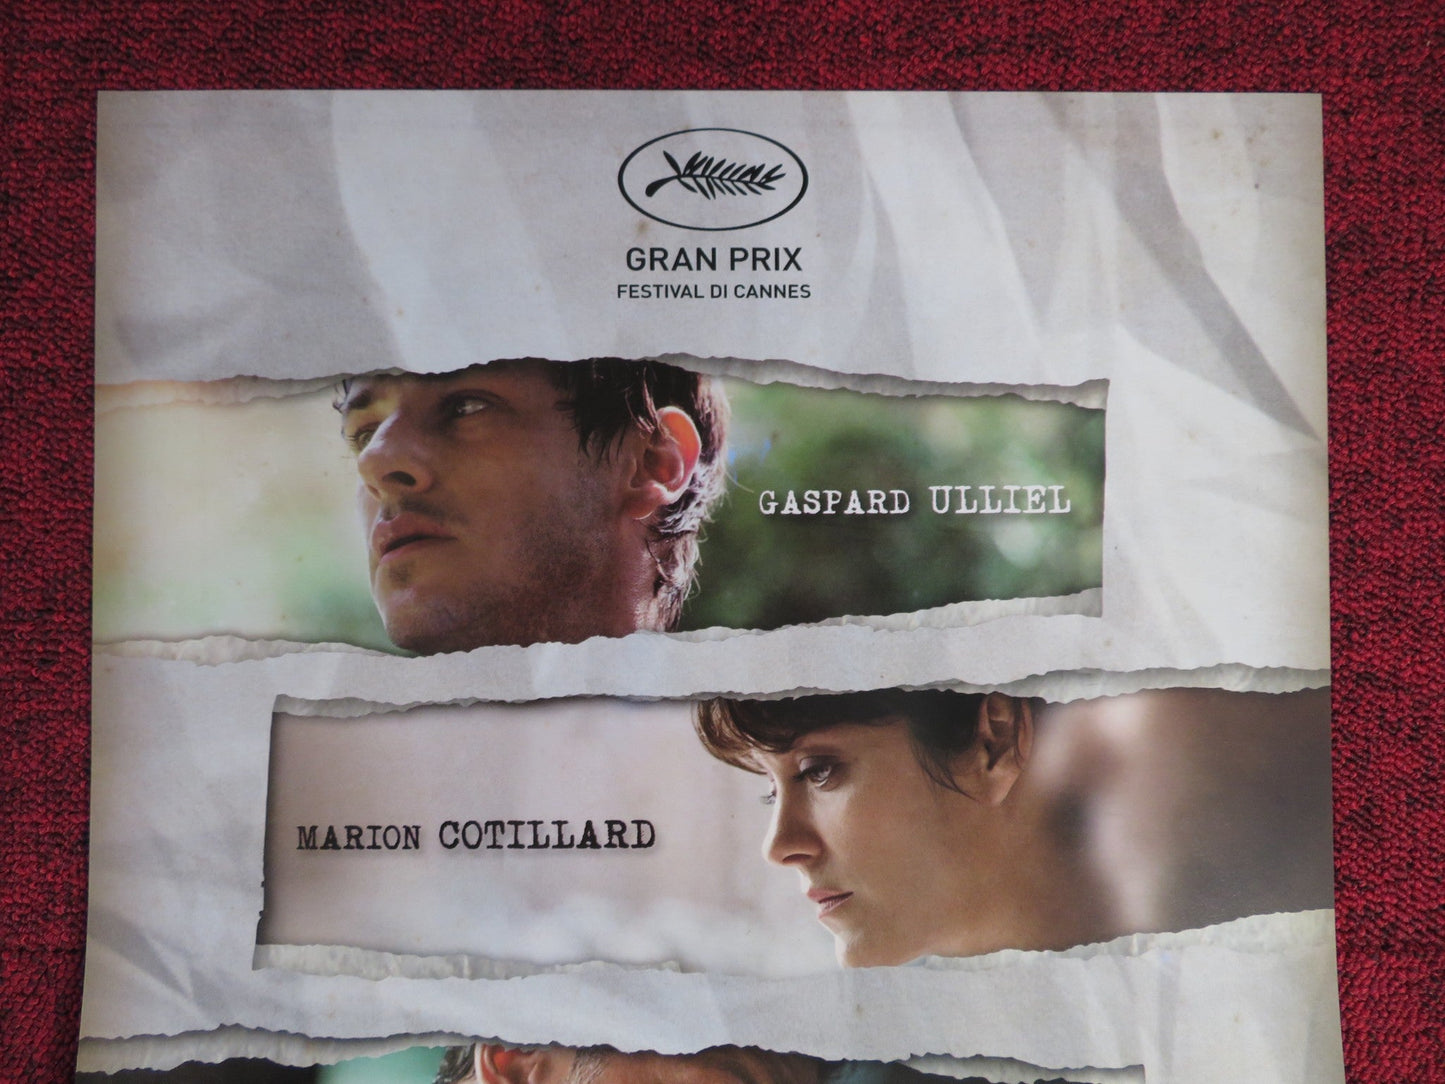 GRAN PRIX
FESTIVAL DI CANNES
GASPARD ULLIEL
MARION COTILLARD